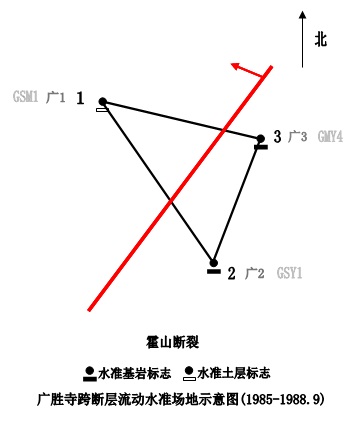 北
GSM1 广1 1
3 广3 GMY4
2 广2 GSY1
霍山断裂
水准基岩标志 水准土层标志
广胜寺跨断层流动水准场地示意图(1985-1988.9)